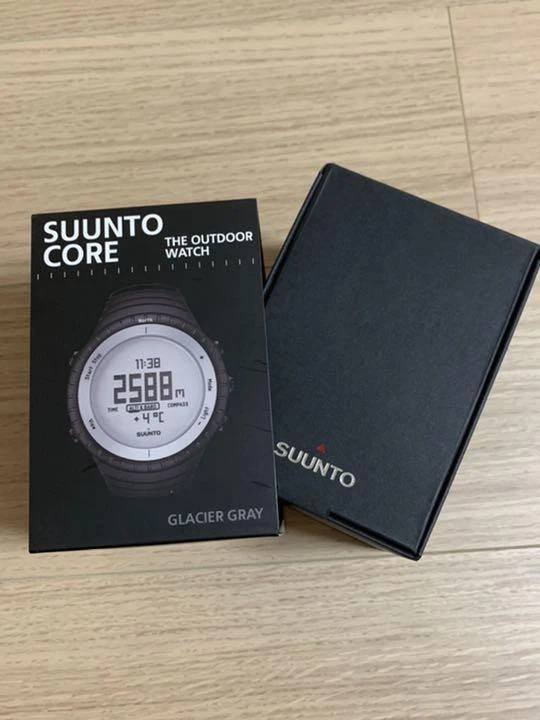 SUUNTO
CORE
THE OUTDOOR
WATCH
North
Start Stop
11:38
2588m
TIME ALTI & BARO COMPASS
+4°C
SUUNTO
View
Mode
Light
GLACIER GRAY
SUUNTO